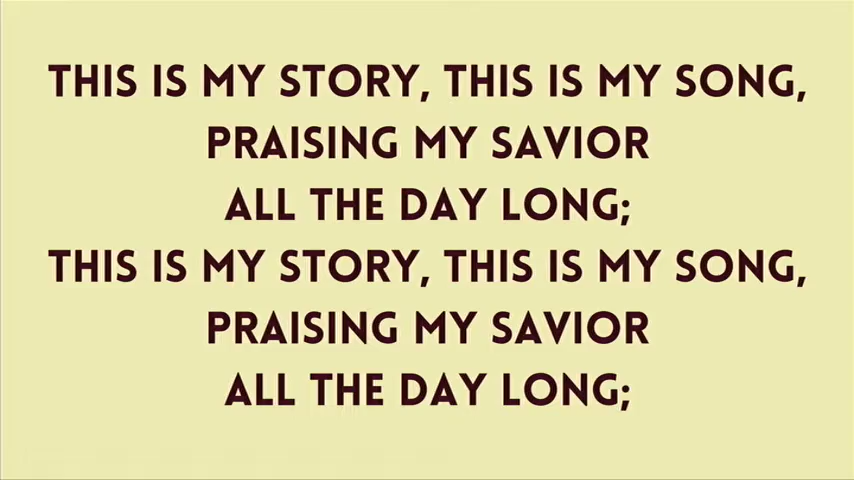 THIS IS MY STORY, THIS IS MY SONG,
PRAISING MY SAVIOR
ALL THE DAY LONG;
THIS IS MY STORY, THIS IS MY SONG,
PRAISING MY SAVIOR
ALL THE DAY LONG;